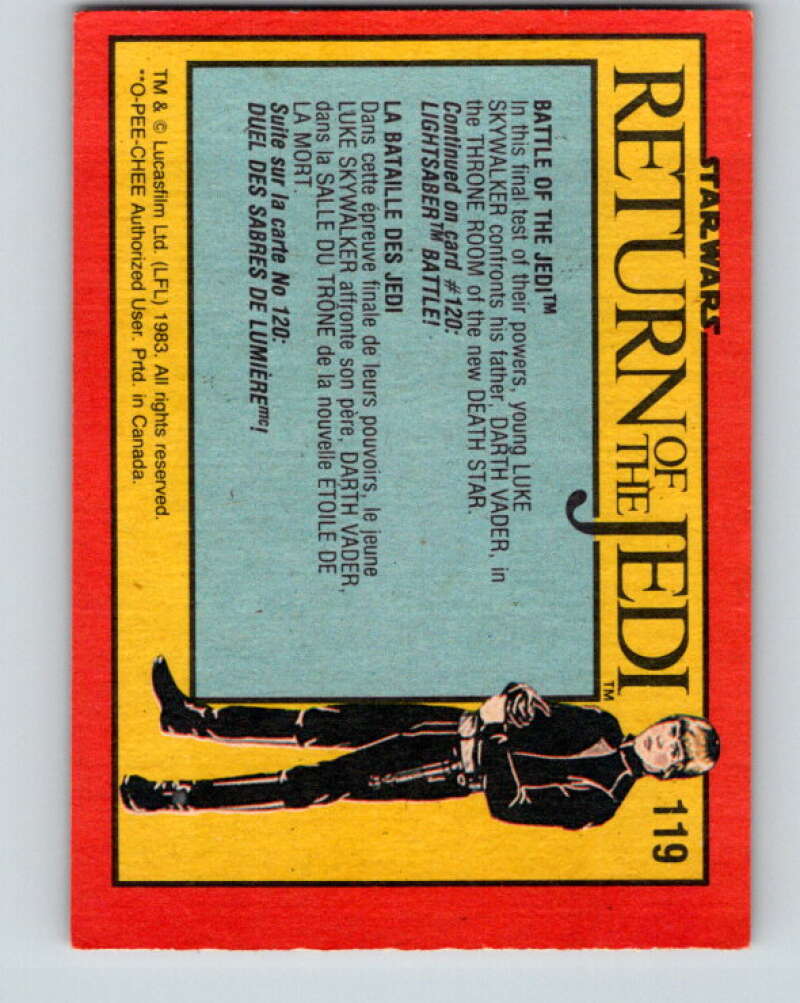 STAR WARS
RETURN OF THE JEDI™
119
BATTLE OF THE JEDI™
In this final test of their powers, young LUKE
SKYWALKER confronts his father, DARTH VADER, in
the THRONE ROOM of the new DEATH STAR.
Continued on card #120:
LIGHTSABER™ BATTLE!
LA BATAILLE DES JEDI
Dans cette épreuve finale de leurs pouvoirs, le jeune
LUKE SKYWALKER affronte son père, DARTH VADER,
dans la SALLE DU TRÔNE de la nouvelle ÉTOILE DE
LA MORT.
Suite sur la carte No 120:
DUEL DES SABRES DE LUMIÈREᵐᶜ!
TM & © Lucasfilm Ltd. (LFL) 1983. All rights reserved.
**O-PEE-CHEE Authorized User. Prtd. in Canada.